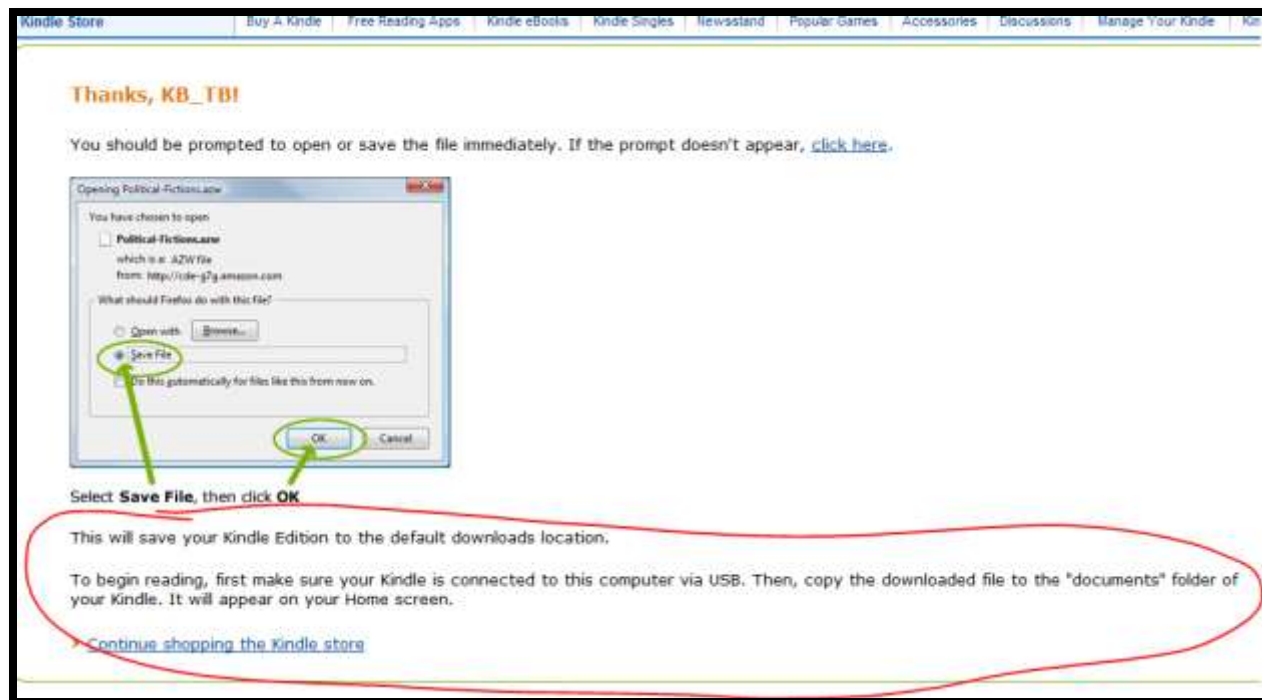 Kindle Store
Buy A Kindle Free Reading Apps Kindle eBooks Kindle Singles Newsstand Popular Games Accessories Discussions Manage Your Kindle
Thanks, KB_TB!
You should be prompted to open or save the file immediately. If the prompt doesn't appear, click here.
Opening Political-Fictions.azw
You have chosen to open
Political-Fictions.azw
which is a: AZW file
from: http://cde-g7g.amazon.com
What should Firefox do with this file?
Open with Browse...
Save File
Do this automatically for files like this from now on.
OK Cancel
Select Save File, then click OK
This will save your Kindle Edition to the default downloads location.
To begin reading, first make sure your Kindle is connected to this computer via USB. Then, copy the downloaded file to the "documents" folder of
your Kindle. It will appear on your Home screen.
Continue shopping the Kindle store